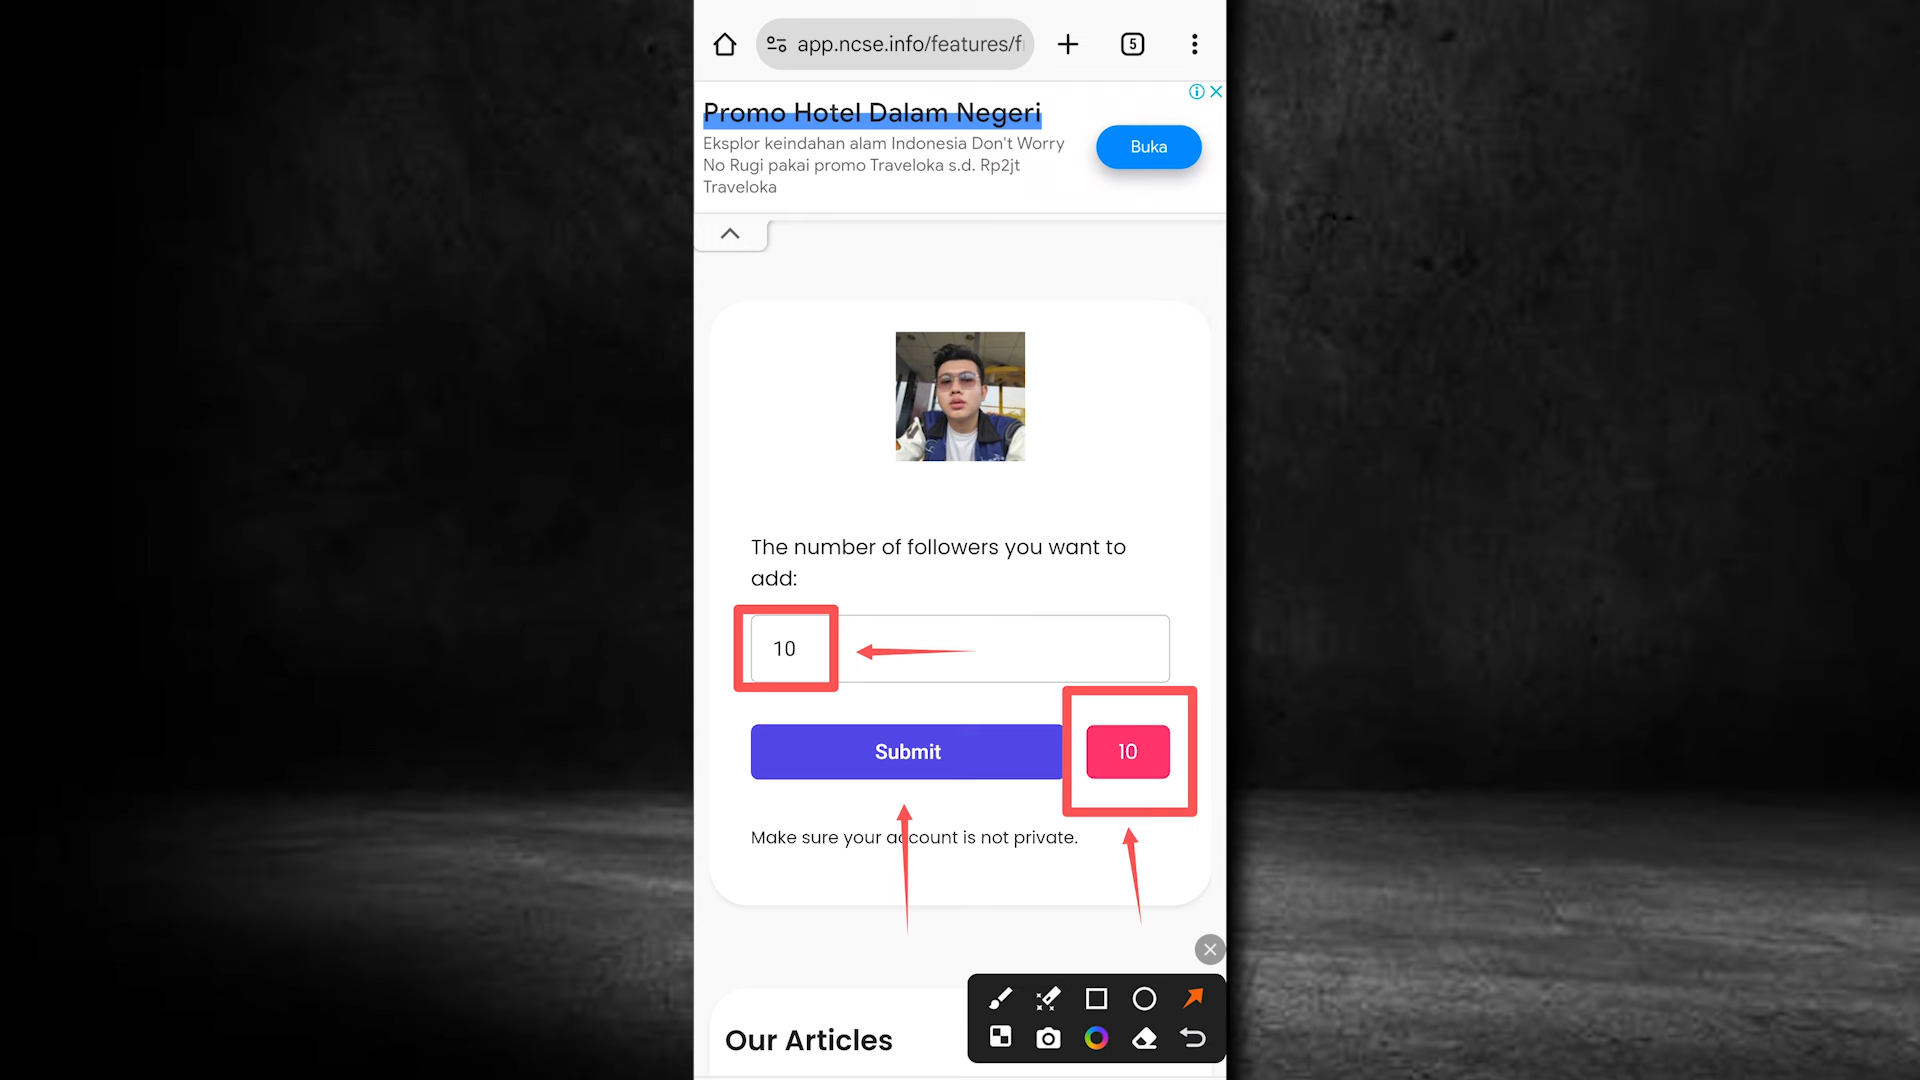 app.ncse.info/features/f
5
Promo Hotel Dalam Negeri
Eksplor keindahan alam Indonesia Don't Worry
No Rugi pakai promo Traveloka s.d. Rp2jt
Traveloka
Buka
The number of followers you want to
add:
10
Submit
10
Make sure your account is not private.
Our Articles